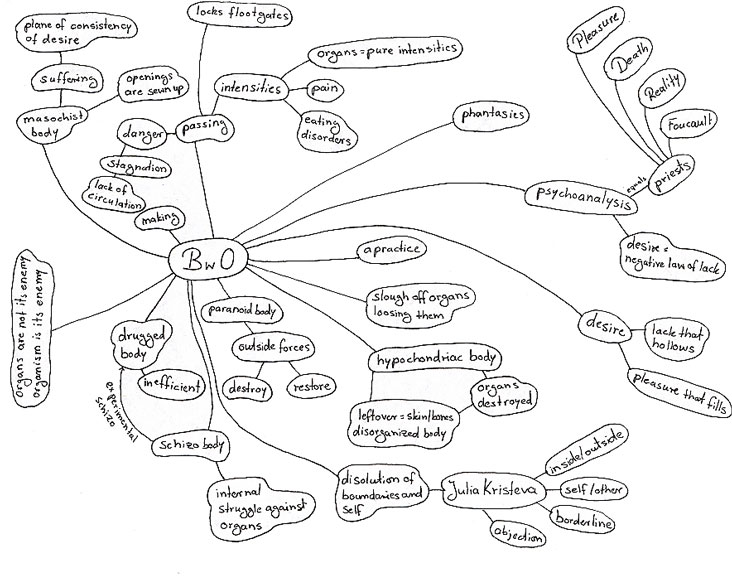 plane of consistency
of desire
suffering
masochist
body
openings
are sewn up
locks flootgates
passing
danger
stagnation
lack of
circulation
making
intensities
organs = pure intensities
pain
eating
disorders
phantasies
Pleasure
Death
Reality
Foucault
priests
equals
psychoanalysis
desire =
negative law of lack
BwO
a practice
slough off organs
loosing them
desire
lack that
hollows
pleasure that fills
organs are not its enemy
organism is its enemy
drugged
body
inefficient
experimental
schizo
schizo body
internal
struggle against
organs
paranoid body
outside forces
destroy
restore
hypochondriac body
organs
destroyed
leftover = skin/bones
disorganized body
disolution of
boundaries and
self
Julia Kristeva
inside/outside
self/other
borderline
objection